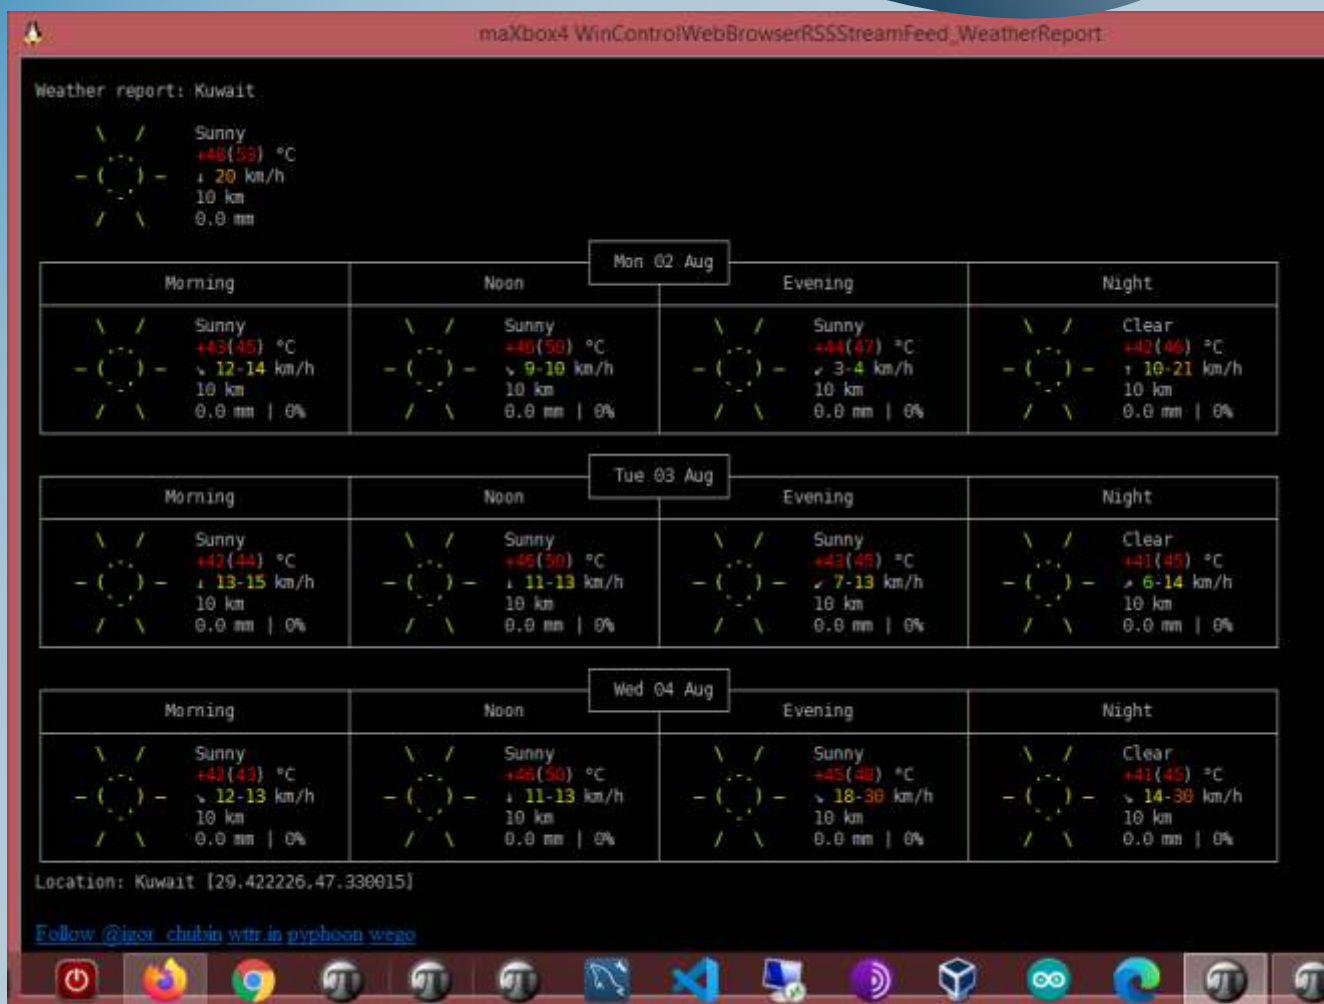 maXbox4 WinControlWebBrowserRSSStreamFeed_WeatherReport
Weather report: Kuwait
Sunny
°C
↓ 20 km/h
10 km
0.0 mm
Mon 02 Aug
Morning Noon Evening Night
Sunny Sunny Sunny Clear
+43(45) °C +46(50) °C +44(47) °C +42(46) °C
↘ 12-14 km/h ↘ 9-10 km/h ↙ 3-4 km/h ↑ 10-21 km/h
10 km 10 km 10 km 10 km
0.0 mm | 0% 0.0 mm | 0% 0.0 mm | 0% 0.0 mm | 0%
Tue 03 Aug
Morning Noon Evening Night
Sunny Sunny Sunny Clear
+42(44) °C +46(50) °C +43(45) °C +41(45) °C
↓ 13-15 km/h ↓ 11-13 km/h ↙ 7-13 km/h ↗ 6-14 km/h
10 km 10 km 10 km 10 km
0.0 mm | 0% 0.0 mm | 0% 0.0 mm | 0% 0.0 mm | 0%
Wed 04 Aug
Morning Noon Evening Night
Sunny Sunny Sunny Clear
+42(43) °C +46(50) °C +45(48) °C +41(45) °C
↘ 12-13 km/h ↓ 11-13 km/h ↘ 18-30 km/h ↘ 14-30 km/h
10 km 10 km 10 km 10 km
0.0 mm | 0% 0.0 mm | 0% 0.0 mm | 0% 0.0 mm | 0%
Location: Kuwait [29.422226,47.330015]
Follow @igor_chubin wttr.in pyphoon wego